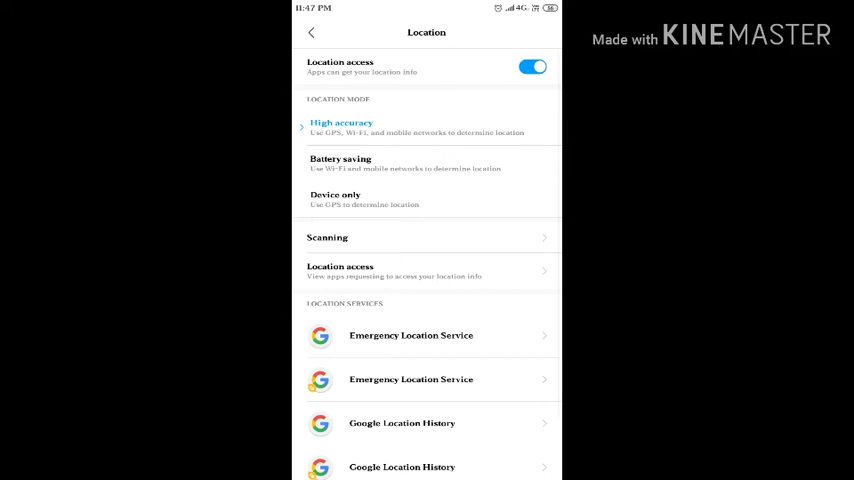 11:47 PM
4G
56
Made with KINEMASTER
Location
Location access
Apps can get your location info
LOCATION MODE
High accuracy
Use GPS, Wi-Fi, and mobile networks to determine location
Battery saving
Use Wi-Fi and mobile networks to determine location
Device only
Use GPS to determine location
Scanning
Location access
View apps requesting to access your location info
LOCATION SERVICES
Emergency Location Service
Emergency Location Service
Google Location History
Google Location History